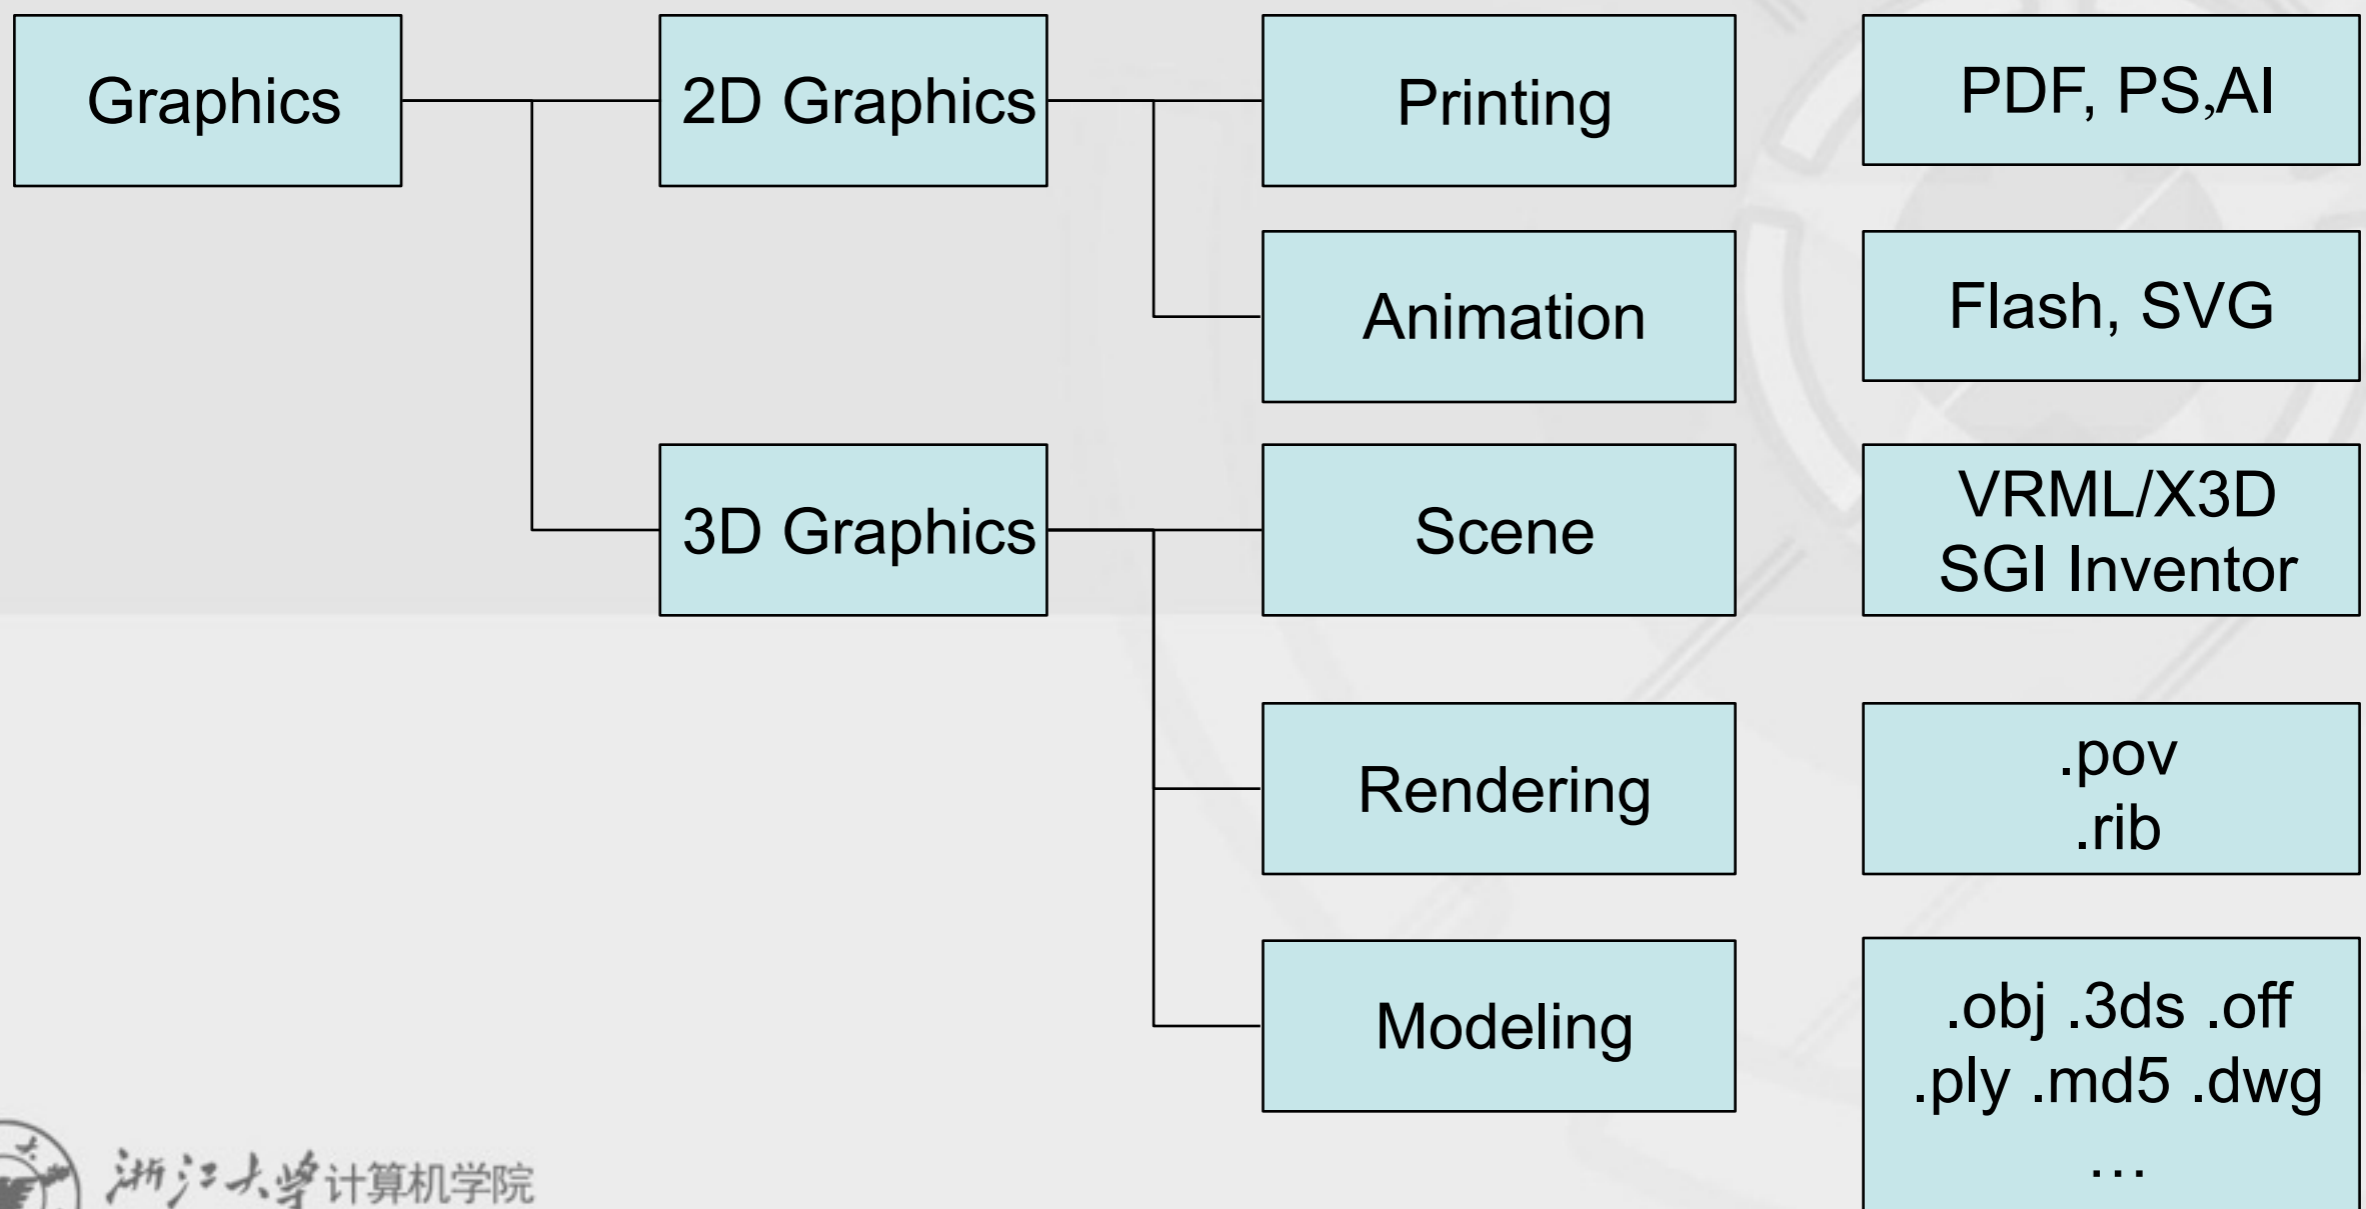 Graphics
2D Graphics
Printing
PDF, PS,AI
Animation
Flash, SVG
3D Graphics
Scene
VRML/X3D
SGI Inventor
Rendering
.pov
.rib
Modeling
.obj .3ds .off
.ply .md5 .dwg
…
浙江大学计算机学院